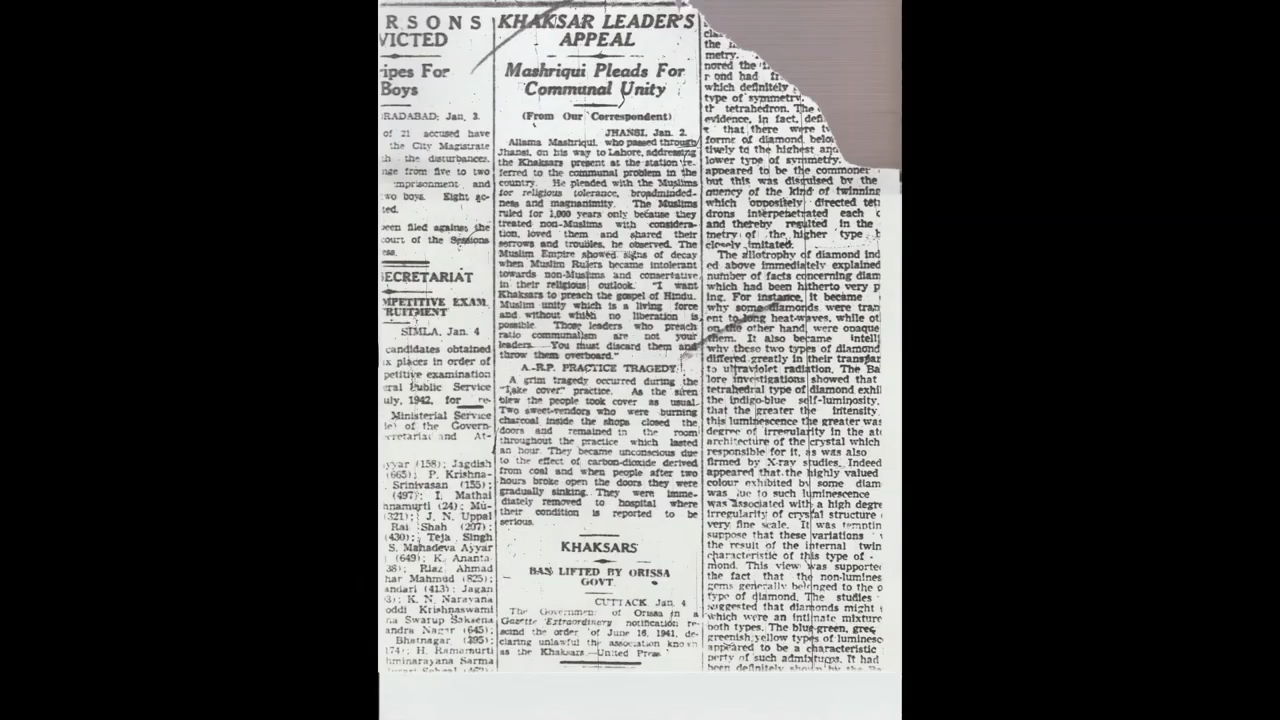 RSONS
VICTED
ipes For
Boys
RADABAD, Jan. 3.
of 21 accused have
the City Magistrate
h the disturbances.
nge from five to two
imprisonment and
wo boys. Eight ac-
ted.
been filed against the
court of the Sessions
ECRETARIAT
MPETITIVE EXAM.
RUITMENT
SIMLA, Jan. 4
candidates obtained
x places in order of
petitive examination
eral Public Service
uly, 1942, for re-
Ministerial Service
of the Govern-
cretariat and At-
yyar (158); Jagdish
(665); P. Krishna-
Srinivasan (155);
(497); I. Mathai
hnamurti (24); Mu-
(321); J. N. Uppal
Rai Shah (207);
(430); Teja Singh
S. Mahadeva Ayyar
(649); K. Ananta-
38); Riaz Ahmad
har Mahmud (825);
andari (413); Jagan
3); K. N. Narayana
oddi Krishnaswami
na Swarup Saksena
andra Nagar (645);
Bhatnagar (395);
174); H. Ramamurti
hminarayana Sarma
KHAKSAR LEADER'S
APPEAL
Mashriqui Pleads For
Communal Unity
(From Our Correspondent)
JHANSI, Jan. 2.
Allama Mashriqui, who passed through
Jhansi, on his way to Lahore, addressing
the Khaksars present at the station re-
ferred to the communal problem in the
country. He pleaded with the Muslims
for religious tolerance, broadminded-
ness and magnanimity. The Muslims
ruled for 1,000 years only because they
treated non-Muslims with considera-
tion, loved them and shared their
sorrows and troubles, he observed. The
Muslim Empire showed signs of decay
when Muslim Rulers became intolerant
towards non-Muslims and conservative
in their religious outlook. "I want
Khaksars to preach the gospel of Hindu.
Muslim unity which is a living force
and without which no liberation is
possible. Those leaders who preach
ratio communalism are not your
leaders. You must discard them and
throw them overboard."
A.-R.P. PRACTICE TRAGEDY
A grim tragedy occurred during the
"Take cover" practice. As the siren
blew the people took cover as usual.
Two sweet-vendors who were burning
charcoal inside the shops closed the
doors and remained in the room
throughout the practice which lasted
an hour. They became unconscious due
to the effect of carbon-dioxide derived
from coal and when people after two
hours broke open the doors they were
gradually sinking. They were imme-
diately removed to hospital where
their condition is reported to be
serious.
KHAKSARS
BAN LIFTED BY ORISSA
GOVT.
CUTTACK, Jan. 4
The Government of Orissa in a
Gazette Extraordinary notification re-
scind the order of June 16, 1941, de-
claring unlawful the association known
as the Khaksars.—United Press
the
metry.
nored the
r ond had
which definitely
type of symmetry.
th tetrahedron. The
evidence, in fact, defi
that there were tw
forms of diamond, belo
tively to the highest and
lower type of symmetry.
appeared to be the commoner
but this was disguised by the
quency of the kind of twinning
which oppositely directed tet
drons interpenetrated each
and thereby resulted in the
metry of the higher type b
closely imitated.
The allotrophy of diamond ind
ed above immediately explained
number of facts concerning diam
which had been hitherto very p
ing. For instance, it became
why some diamonds were tran
ent to long heat-waves, while ot
on the other hand, were opaque
them. It also became intell
why these two types of diamond
differed greatly in their transpar
to ultraviolet radiation. The Ba
lore investigations showed that
tetrahedral type of diamond exhi
the indigo-blue self-luminosity,
that the greater the intensity
this luminescence the greater was
degree of irregularity in the ato
architecture of the crystal which
responsible for it, as was also
firmed by X-ray studies. Indeed
appeared that the highly valued
colour exhibited by some diam
was due to such luminescence
was associated with a high degre
irregularity of crystal structure
very fine scale. It was temptin
suppose that these variations
the result of the internal twin
characteristic of this type of
mond. This view was supported
the fact that the non-lumines
gems generally belonged to the o
type of diamond. The studies
suggested that diamonds might
which were an intimate mixture
both types. The blue-green, gree
greenish yellow types of luminesc
appeared to be a characteristic
perty of such admixtures. It had
been definitely shown by the